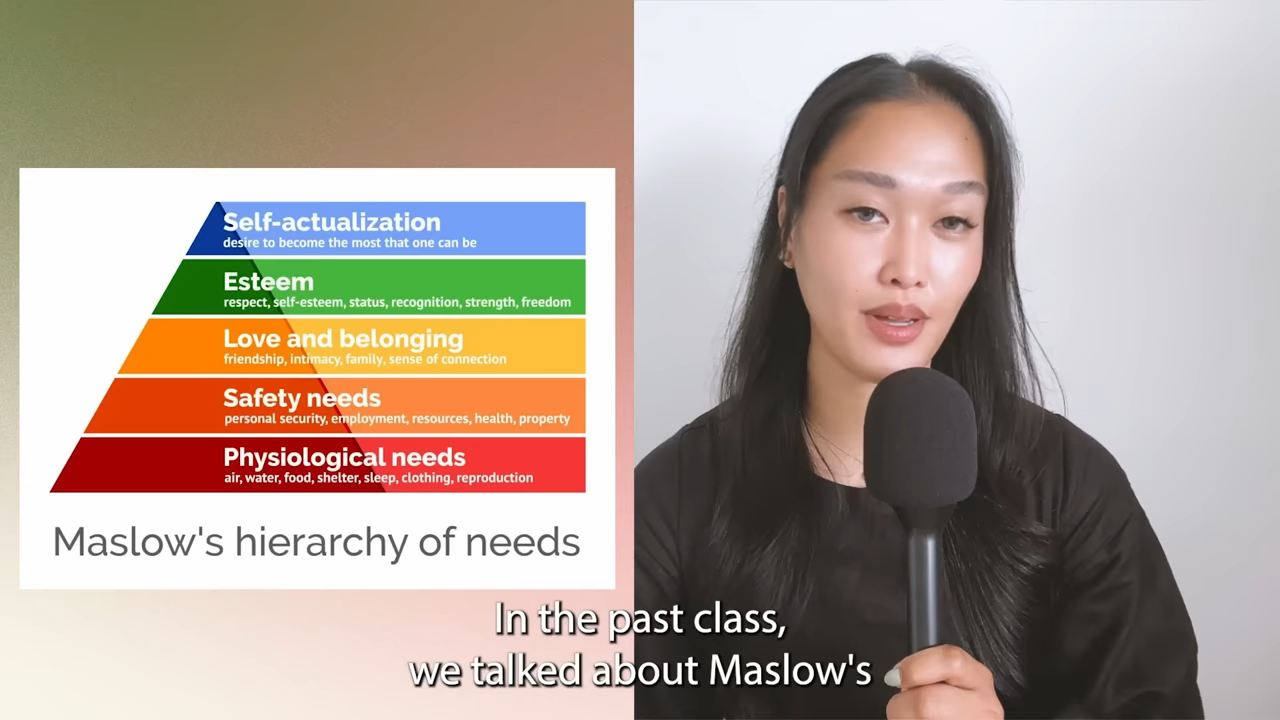 Self-actualization
desire to become the most that one can be
Esteem
respect, self-esteem, status, recognition, strength, freedom
Love and belonging
friendship, intimacy, family, sense of connection
Safety needs
personal security, employment, resources, health, property
Physiological needs
air, water, food, shelter, sleep, clothing, reproduction
Maslow's hierarchy of needs
In the past class,
we talked about Maslow's